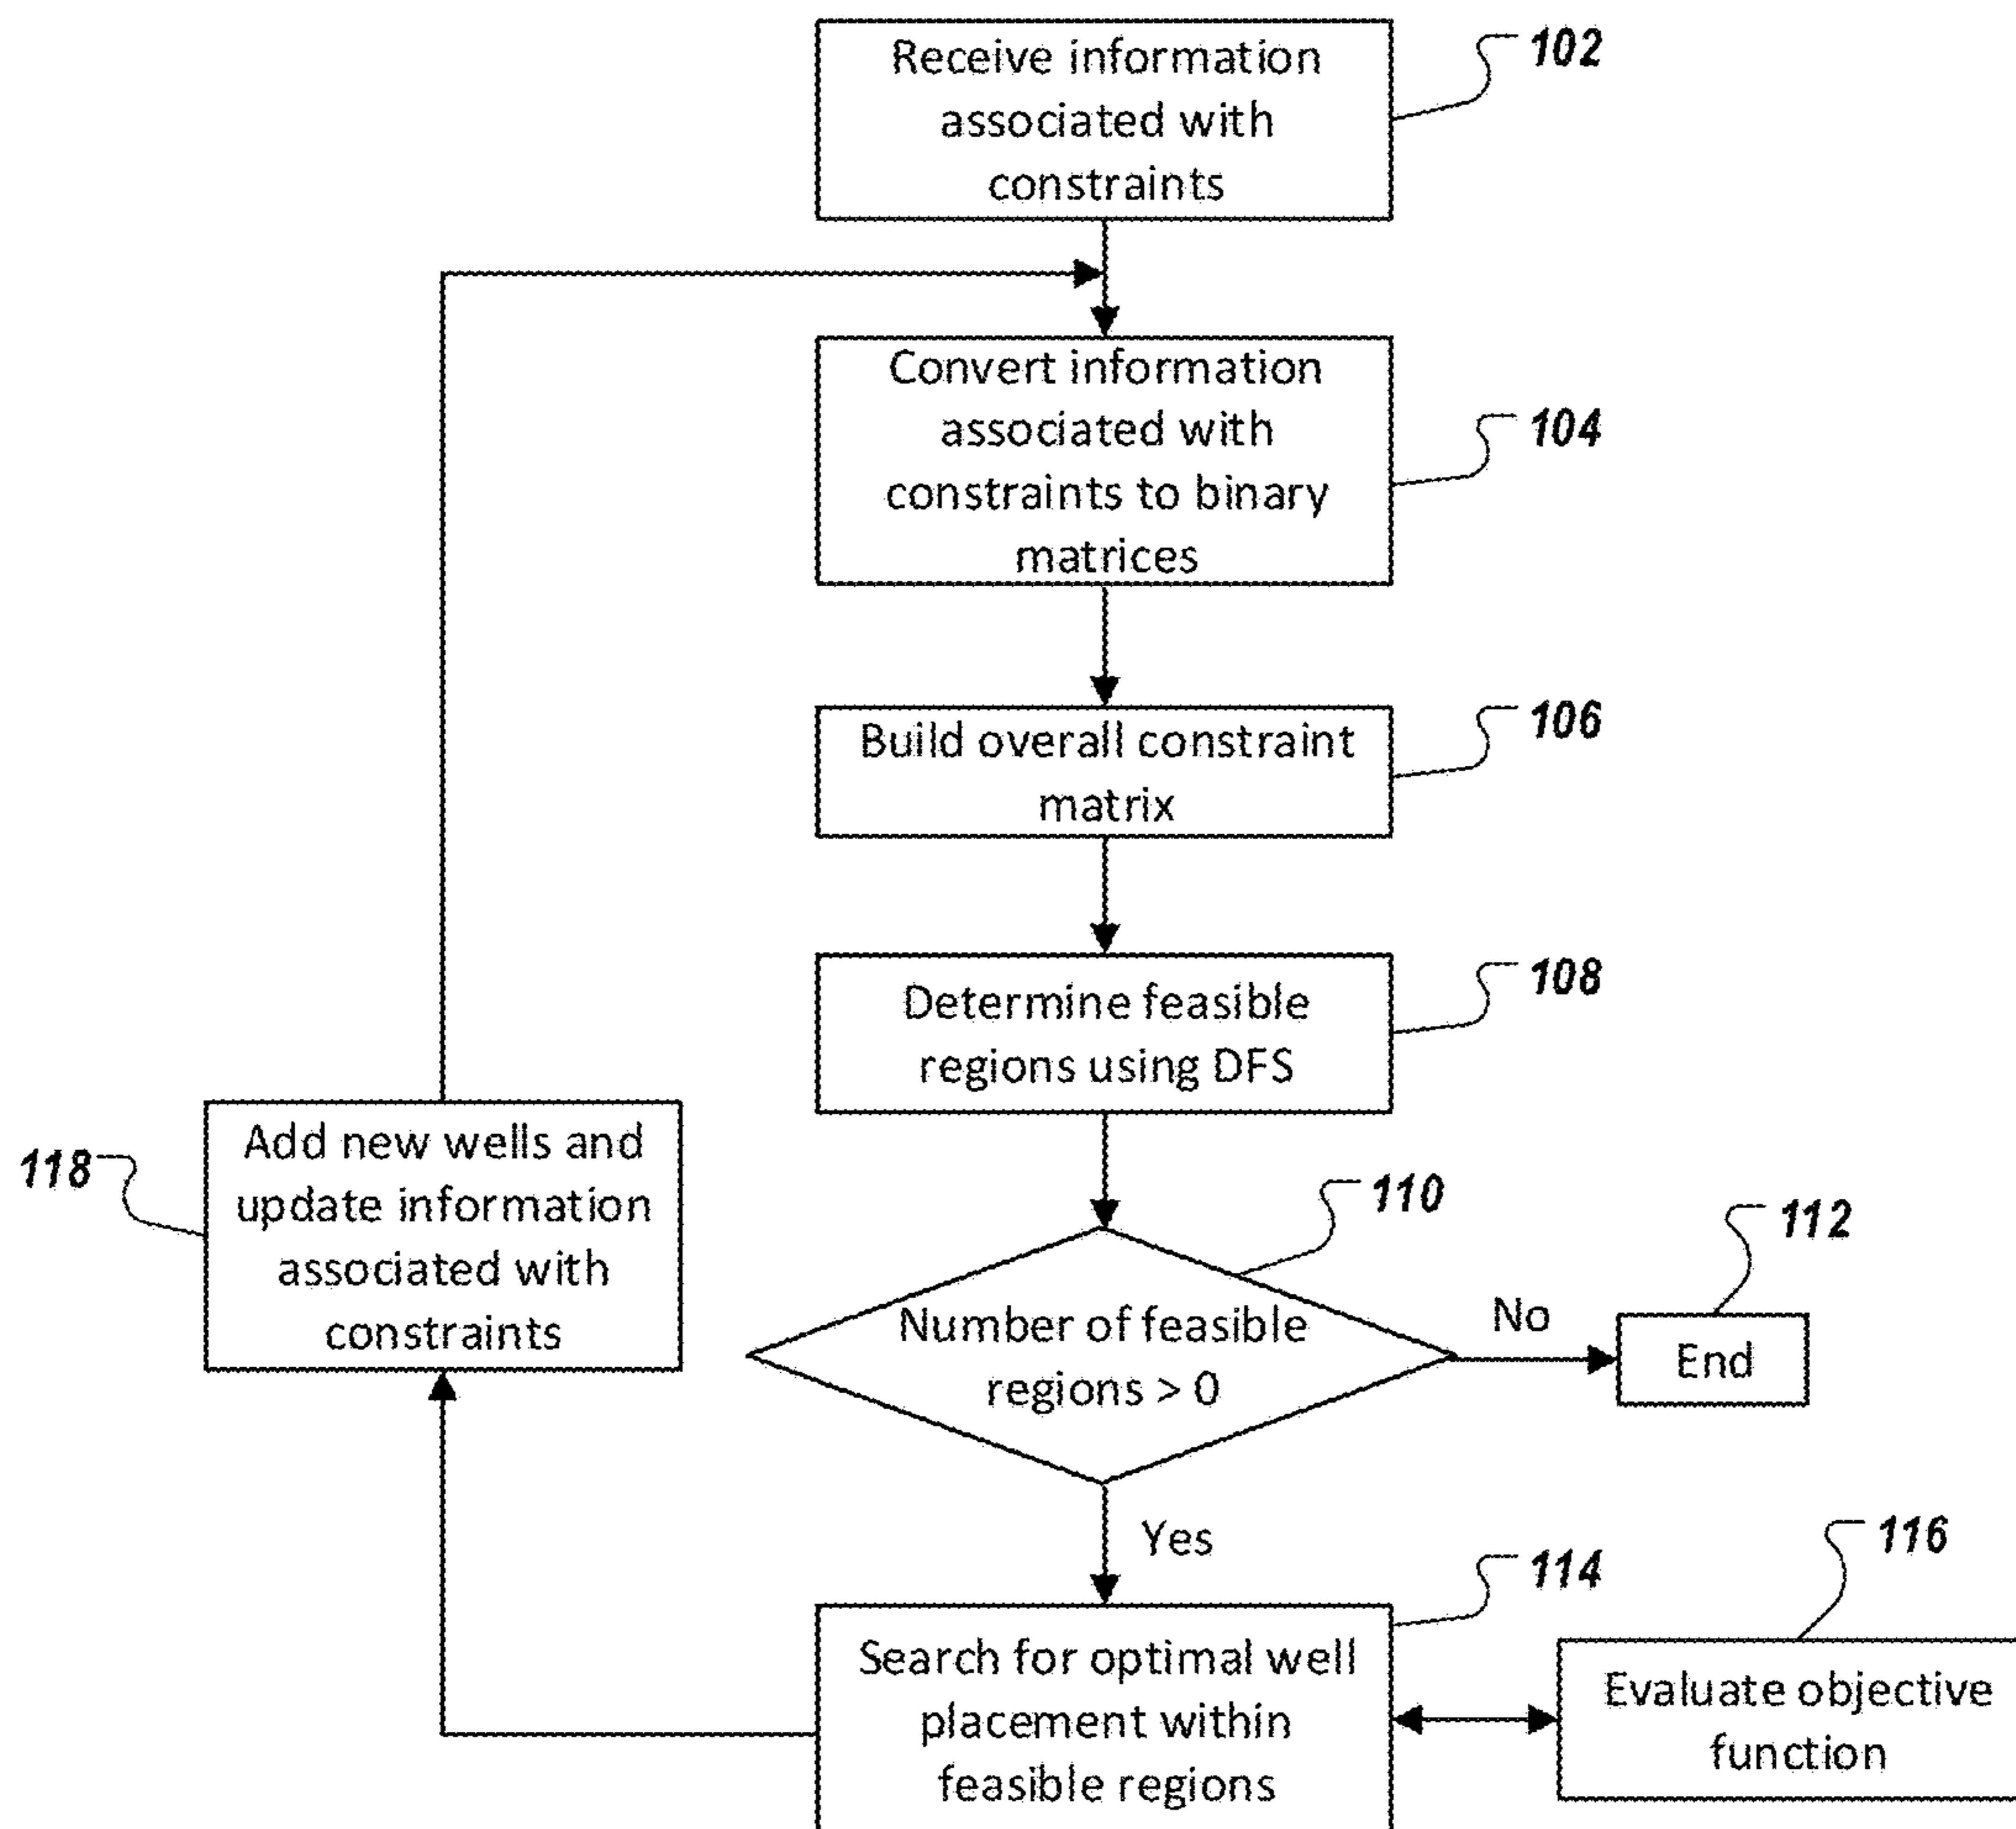 Receive information
associated with
constraints
102
Convert information
associated with
constraints to binary
matrices
104
Build overall constraint
matrix
106
Determine feasible
regions using DFS
108
118
Add new wells and
update information
associated with
constraints
110
Number of feasible
regions > 0
No
112
End
Yes
114
Search for optimal well
placement within
feasible regions
116
Evaluate objective
function